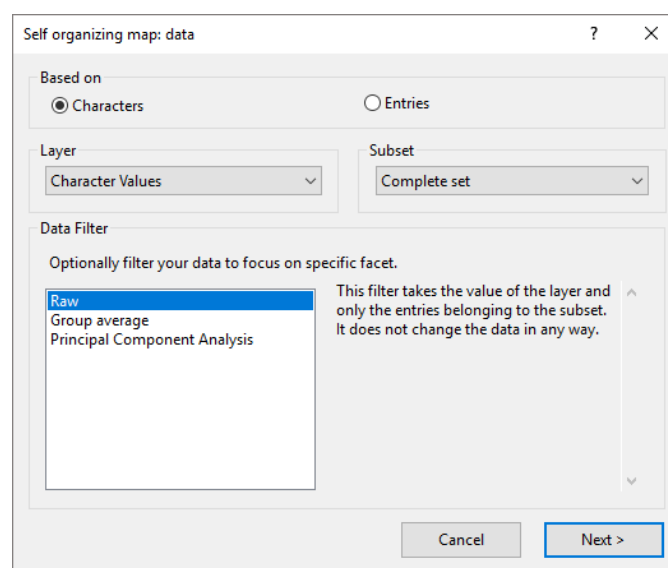 Self organizing map: data ?
Based on
Characters Entries
Layer Subset
Character Values Complete set
Data Filter
Optionally filter your data to focus on specific facet.
Raw
Group average
Principal Component Analysis
This filter takes the value of the layer and
only the entries belonging to the subset.
It does not change the data in any way.
Cancel Next >